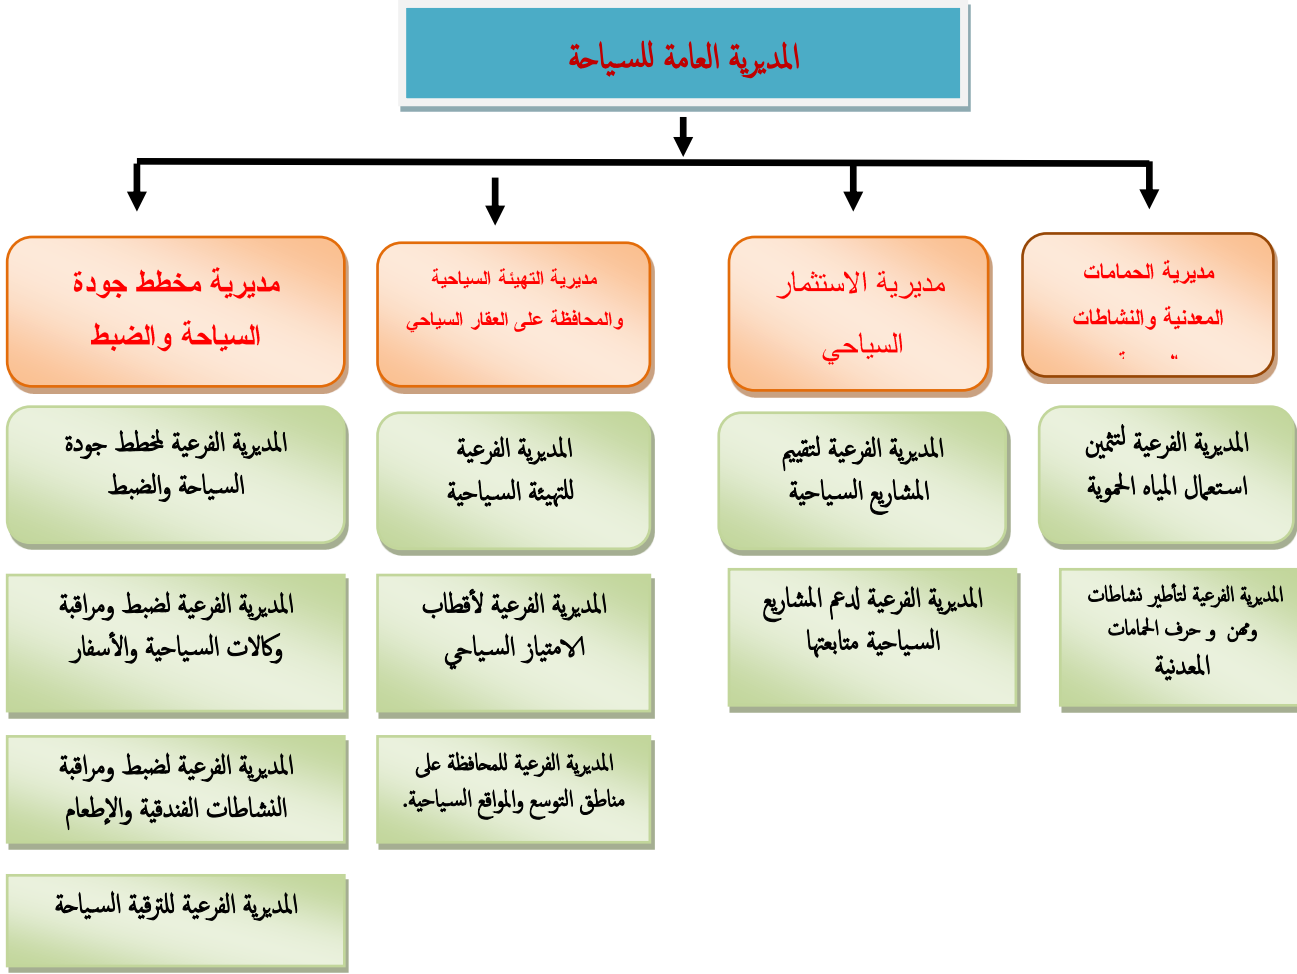 المديرية العامة للسياحة
مديرية الحمامات
المعدنية والنشاطات
مديرية الاستثمار
السياحي
مديرية التهيئة السياحية
والمحافظة على العقار السياحي
مديرية مخطط جودة
السياحة والضبط
المديرية الفرعية لتثمين
استعمال المياه الحموية
المديرية الفرعية لتقييم
المشاريع السياحية
المديرية الفرعية
للتهيئة السياحية
المديرية الفرعية لمخطط جودة
السياحة والضبط
المديرية الفرعية لتأطير نشاطات
ومهن و حرف الحمامات
المعدنية
المديرية الفرعية لدعم المشاريع
السياحية متابعتها
المديرية الفرعية لأقطاب
الامتياز السياحي
المديرية الفرعية لضبط ومراقبة
وكالات السياحية والأسفار
المديرية الفرعية للمحافظة على
مناطق التوسع والمواقع السياحية.
المديرية الفرعية لضبط ومراقبة
النشاطات الفندقية والإطعام
المديرية الفرعية للترقية السياحة